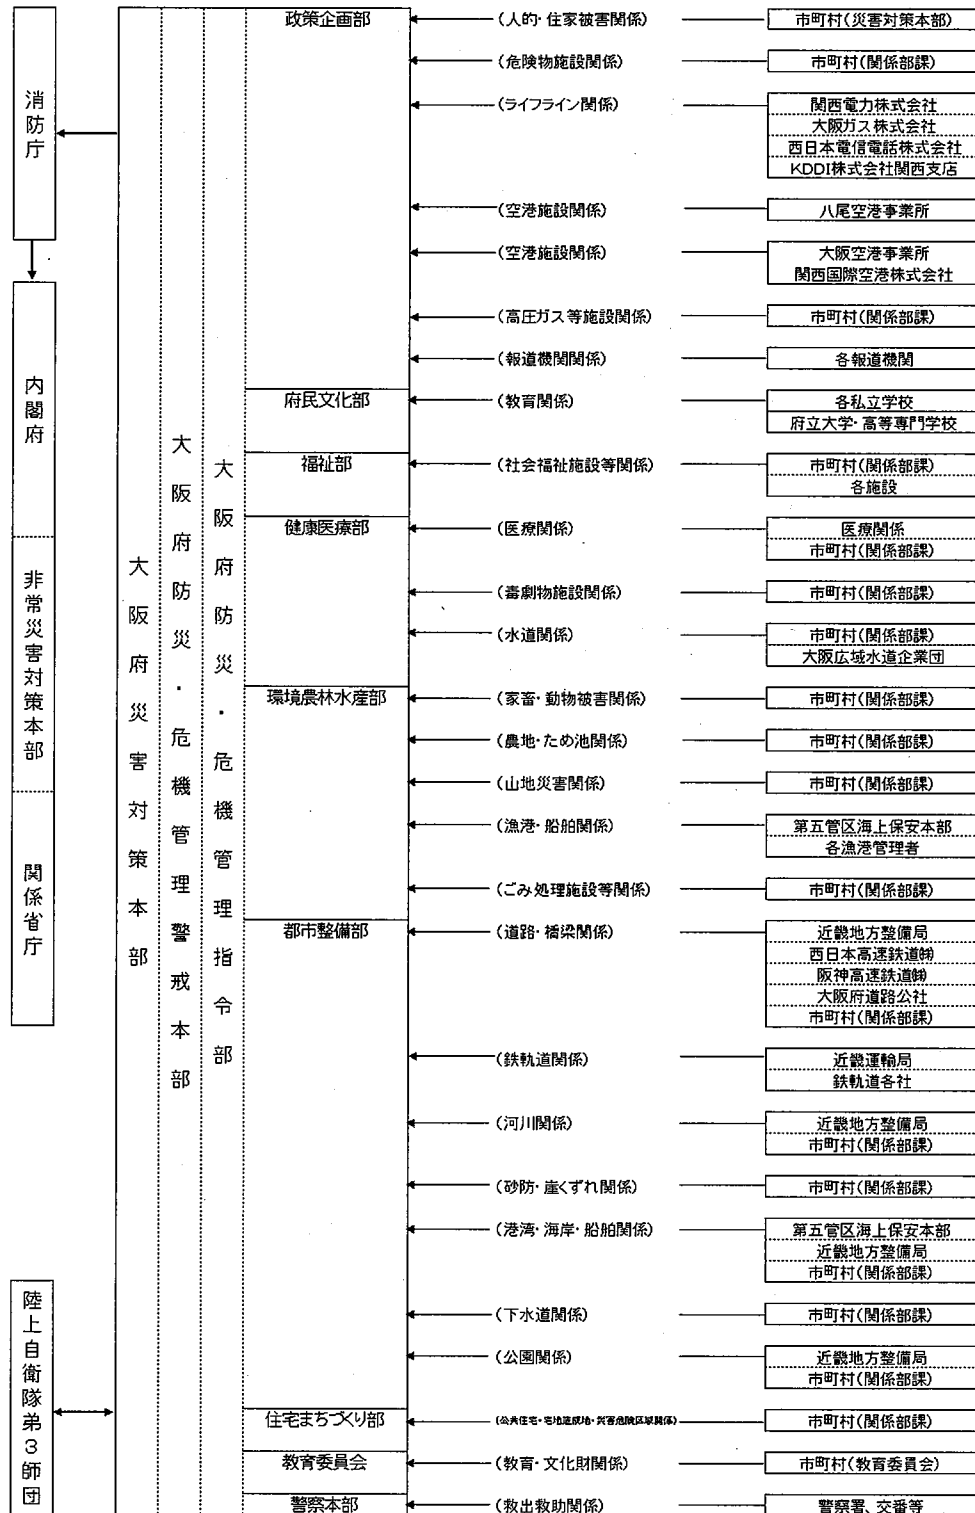 消防庁
内閣府
非常災害対策本部
関係省庁
陸上自衛隊第3師団
大阪府災害対策本部
大阪府防災・危機管理警戒本部
大阪府防災・危機管理指令部
政策企画部
(人的・住家被害関係)
市町村(災害対策本部)
(危険物施設関係)
市町村(関係部課)
(ライフライン関係)
関西電力株式会社
大阪ガス株式会社
西日本電信電話株式会社
KDDI株式会社関西支店
(空港施設関係)
八尾空港事業所
(空港施設関係)
大阪空港事業所
関西国際空港株式会社
(高圧ガス等施設関係)
市町村(関係部課)
(報道機関関係)
各報道機関
府民文化部
(教育関係)
各私立学校
府立大学・高等専門学校
福祉部
(社会福祉施設等関係)
市町村(関係部課)
各施設
健康医療部
(医療関係)
医療関係
市町村(関係部課)
(毒劇物施設関係)
市町村(関係部課)
(水道関係)
市町村(関係部課)
大阪広域水道企業団
環境農林水産部
(家畜・動物被害関係)
市町村(関係部課)
(農地・ため池関係)
市町村(関係部課)
(山地災害関係)
市町村(関係部課)
(漁港・船舶関係)
第五管区海上保安本部
各漁港管理者
(ごみ処理施設等関係)
市町村(関係部課)
都市整備部
(道路・橋梁関係)
近畿地方整備局
西日本高速鉄道㈱
阪神高速鉄道㈱
大阪府道路公社
市町村(関係部課)
(鉄軌道関係)
近畿運輸局
鉄軌道各社
(河川関係)
近畿地方整備局
市町村(関係部課)
(砂防・崖くずれ関係)
市町村(関係部課)
(港湾・海岸・船舶関係)
第五管区海上保安本部
近畿地方整備局
市町村(関係部課)
(下水道関係)
市町村(関係部課)
(公園関係)
近畿地方整備局
市町村(関係部課)
住宅まちづくり部
(公共住宅・宅地造成地・災害危険区域関係)
市町村(関係部課)
教育委員会
(教育・文化財関係)
市町村(教育委員会)
警察本部
(救出救助関係)
警察署、交番等